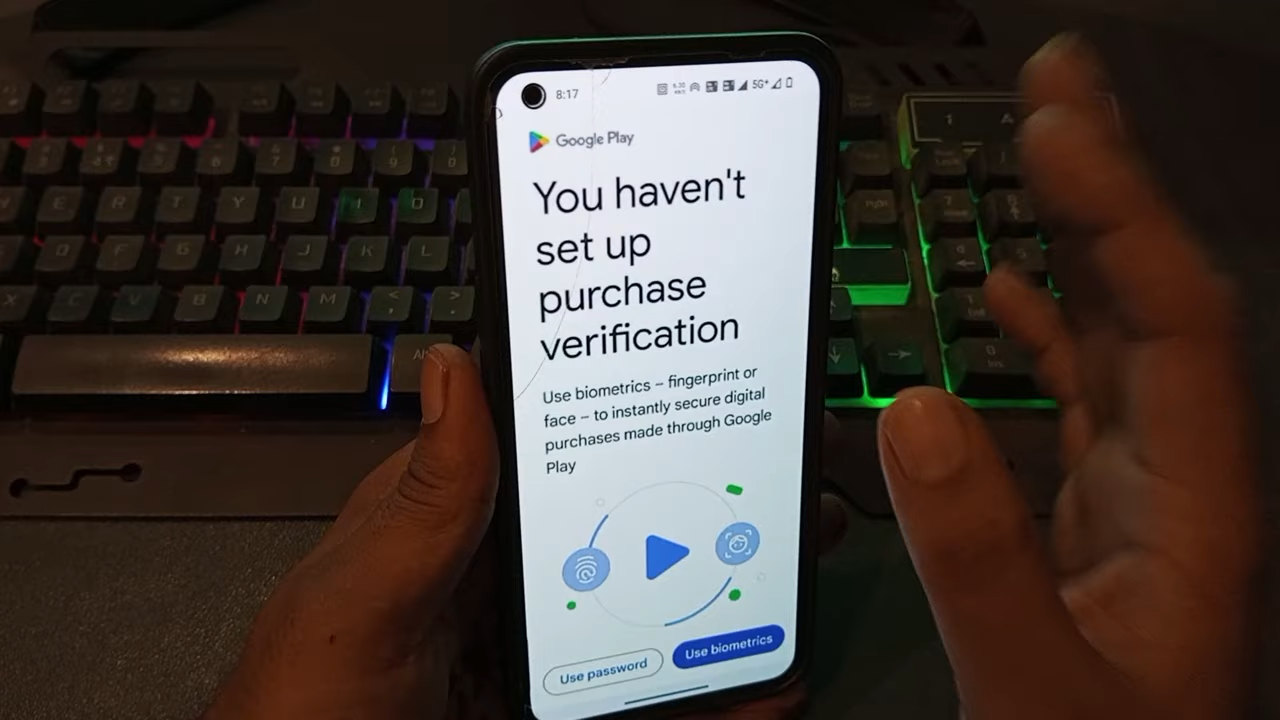 8:17
5G+
Google Play
You haven't
set up
purchase
verification
Use biometrics – fingerprint or
face – to instantly secure digital
purchases made through Google
Play
Use password
Use biometrics
E
R
T
Y
U
I
O
D
F
G
H
J
K
L
X
C
V
B
N
M
<
>